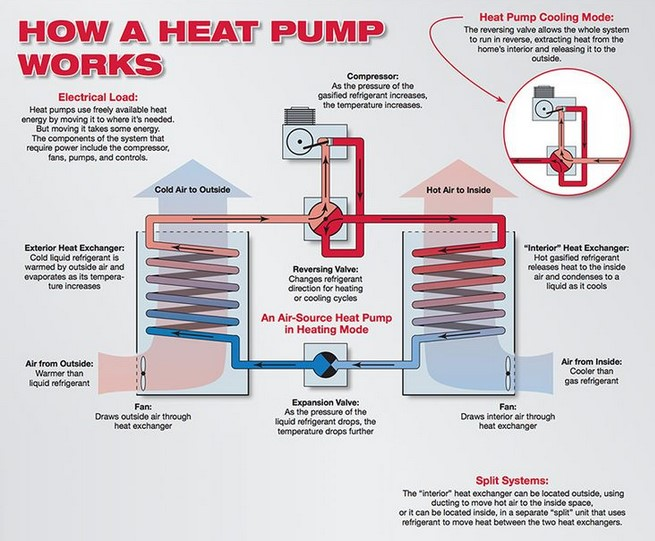 HOW A HEAT PUMP
WORKS
Heat Pump Cooling Mode:
The reversing valve allows the whole system
to run in reverse, extracting heat from the
home's interior and releasing it to the
outside.
Electrical Load:
Heat pumps use freely available heat
energy by moving it to where it's needed.
But moving it takes some energy.
The components of the system that
require power include the compressor,
fans, pumps, and controls.
Compressor:
As the pressure of the
gasified refrigerant increases,
the temperature increases.
Cold Air to Outside
Hot Air to Inside
Exterior Heat Exchanger:
Cold liquid refrigerant is
warmed by outside air and
evaporates as its tempera-
ture increases
Reversing Valve:
Changes refrigerant
direction for heating
or cooling cycles
"Interior" Heat Exchanger:
Hot gasified refrigerant
releases heat to the inside
air and condenses to a
liquid as it cools
An Air-Source Heat Pump
in Heating Mode
Air from Outside:
Warmer than
liquid refrigerant
Air from Inside:
Cooler than
gas refrigerant
Fan:
Draws outside air through
heat exchanger
Expansion Valve:
As the pressure of the
liquid refrigerant drops, the
temperature drops further
Fan:
Draws interior air through
heat exchanger
Split Systems:
The "interior" heat exchanger can be located outside, using
ducting to move hot air to the inside space,
or it can be located inside, in a separate "split" unit that uses
refrigerant to move heat between the two heat exchangers.